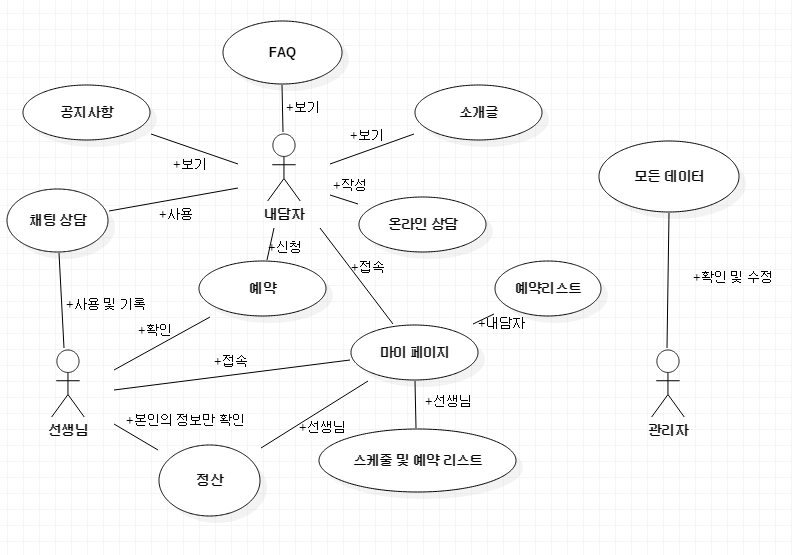 FAQ
+보기
공지사항
소개글
+보기
+보기
모든 데이터
+작성
채팅 상담
+사용
내담자
온라인 상담
+신청
+접속
+확인 및 수정
예약
예약리스트
+사용 및 기록
+확인
+내담자
마이 페이지
+접속
+선생님
+본인의 정보만 확인
+선생님
선생님
관리자
스케줄 및 예약 리스트
정산